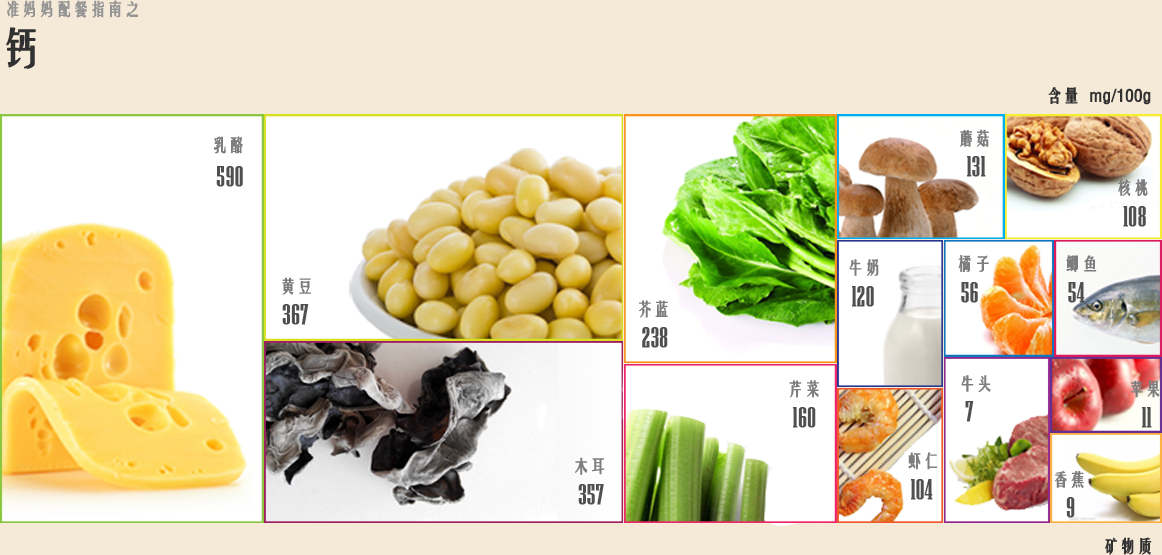 准妈妈配餐指南之
钙
含量 mg/100g
乳酪
590
黄豆
367
木耳
357
芥蓝
238
芹菜
160
蘑菇
131
核桃
108
牛奶
120
橘子
56
鲫鱼
54
虾仁
104
牛头
7
苹果
11
香蕉
9
矿物质